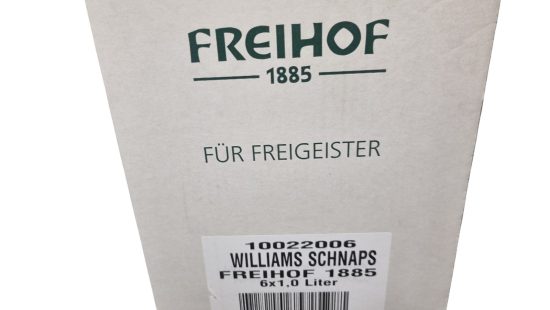 FREIHOF
1885
FÜR FREIGEISTER
10022006
WILLIAMS SCHNAPS
FREIHOF 1885
6x1,0 Liter